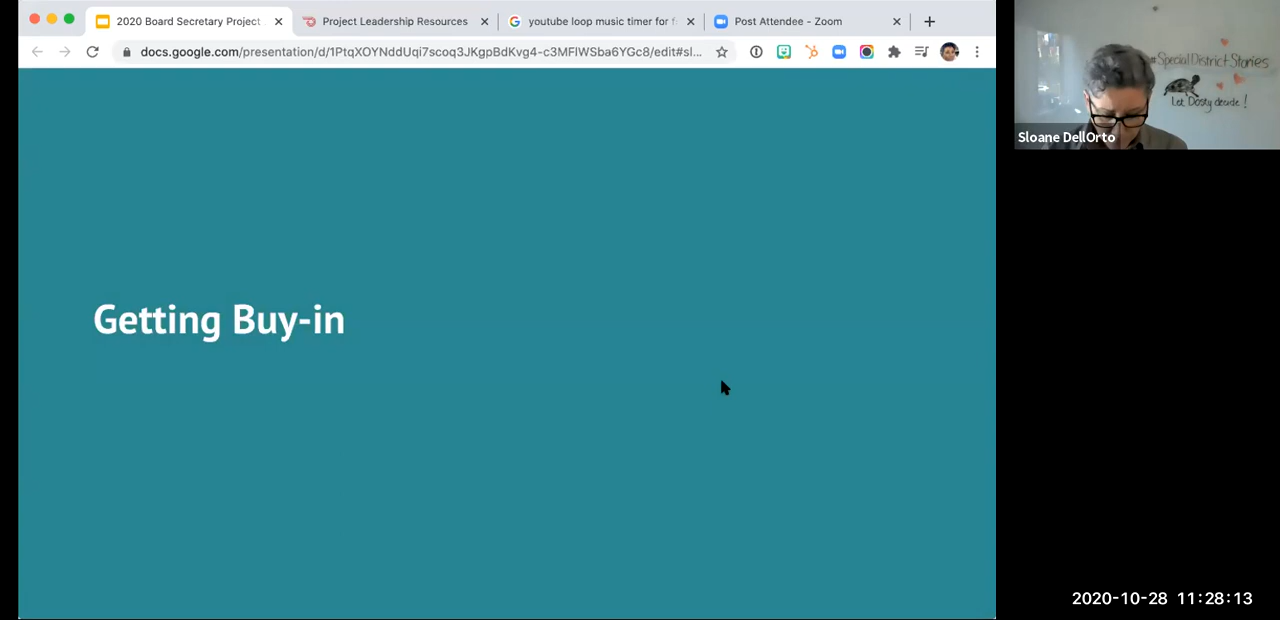 2020 Board Secretary Project
Project Leadership Resources
youtube loop music timer for f
Post Attendee - Zoom
docs.google.com/presentation/d/1PtqXOYNddUqi7scoq3JKgpBdKvg4-c3MFlWSba6YGc8/edit#sl...
#SpecialDistrictStories
Let Dosty decide!
Sloane DellOrto
Getting Buy-in
2020-10-28 11:28:13